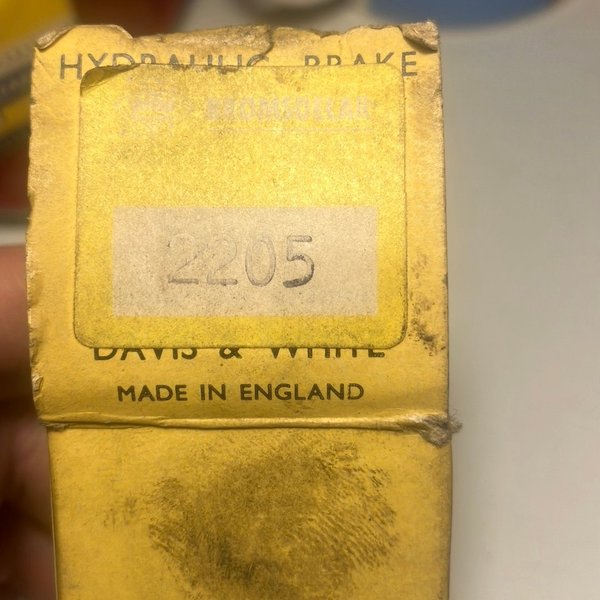 HYDRAULIC BRAKE
2205
DAVIS & WHITE
MADE IN ENGLAND